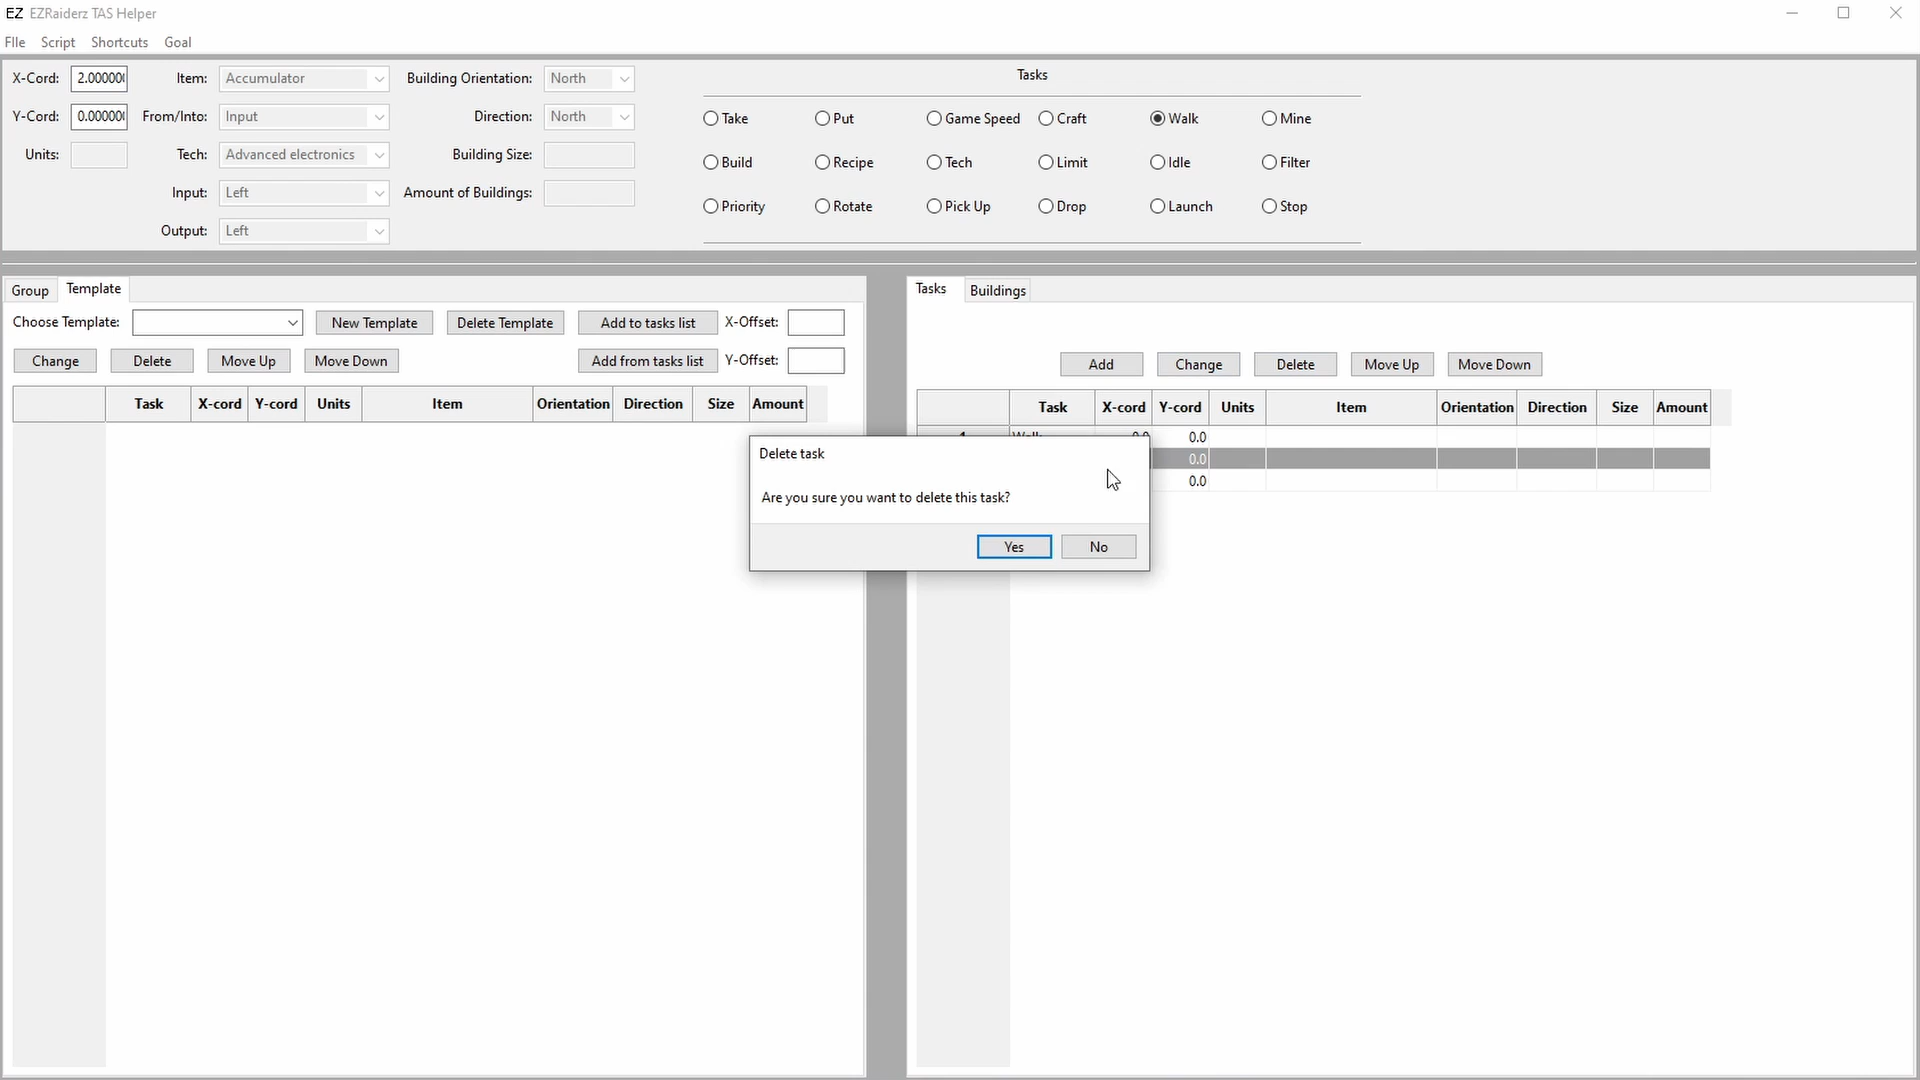 EZ EZRaiderz TAS Helper
FIle Script Shortcuts Goal
X-Cord: 2.00000 Item: Accumulator Building Orientation: North
Tasks
Y-Cord: 0.00000 From/Into: Input Direction: North
Take Put Game Speed Craft Walk Mine
Units: Tech: Advanced electronics Building Size:
Build Recipe Tech Limit Idle Filter
Input: Left Amount of Buildings:
Priority Rotate Pick Up Drop Launch Stop
Output: Left
Group Template
Choose Template: New Template Delete Template Add to tasks list X-Offset:
Change Delete Move Up Move Down Add from tasks list Y-Offset:
Task X-cord Y-cord Units Item Orientation Direction Size Amount
Tasks Buildings
Add Change Delete Move Up Move Down
Task X-cord Y-cord Units Item Orientation Direction Size Amount
1 Walk 0.0 0.0
0.0
0.0
Delete task
Are you sure you want to delete this task?
Yes No